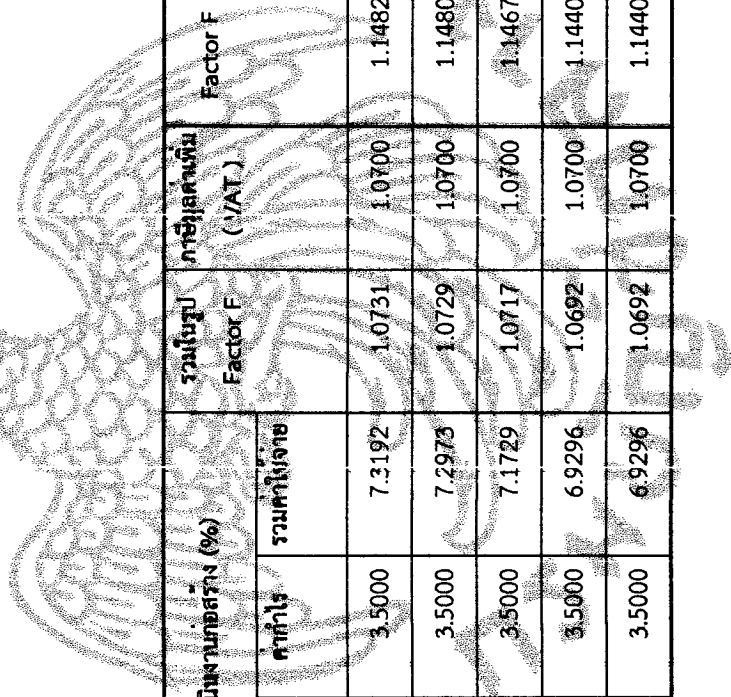 นินงานก่อสร้าง (%) รวมในรูป ภาษีมูลค่าเพิ่ม Factor F
ค่ากำไร รวมค่าใช้จ่าย Factor F (VAT)
3.5000 7.3192 1.0731 1.0700 1.1482
3.5000 7.2973 1.0729 1.0700 1.1480
3.5000 7.1729 1.0717 1.0700 1.1467
3.5000 6.9296 1.0692 1.0700 1.1440
3.5000 6.9296 1.0692 1.0700 1.1440